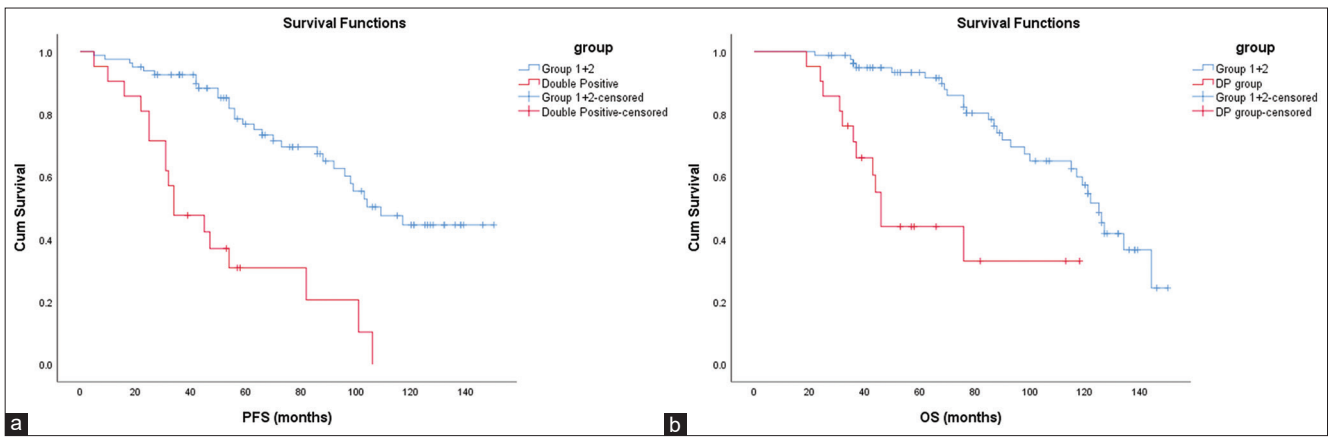 Survival Functions
group
Group 1+2
Double Positive
Group 1+2-censored
Double Positive-censored
1.0
0.8
0.6
0.4
0.2
0.0
Cum Survival
0 20 40 60 80 100 120 140
PFS (months)
a
Survival Functions
group
Group 1+2
DP group
Group 1+2-censored
DP group-censored
1.0
0.8
0.6
0.4
0.2
0.0
Cum Survival
0 20 40 60 80 100 120 140
OS (months)
b